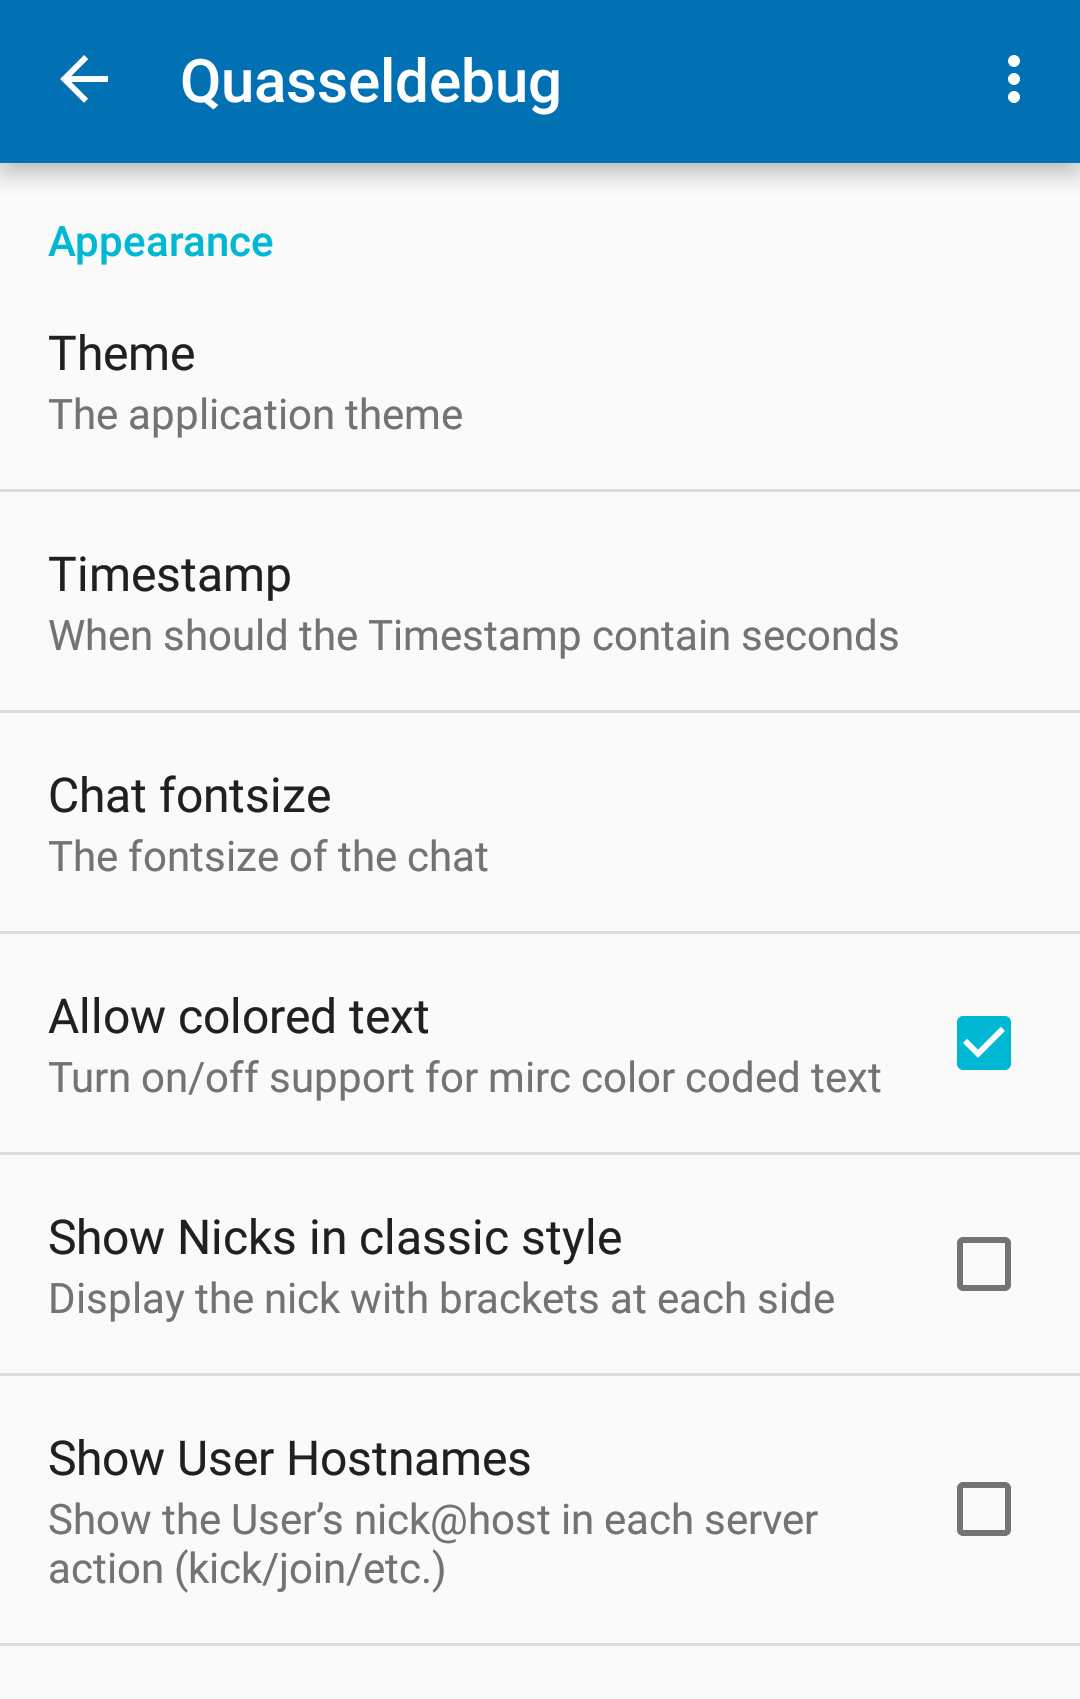 Quasseldebug
Appearance
Theme
The application theme
Timestamp
When should the Timestamp contain seconds
Chat fontsize
The fontsize of the chat
Allow colored text
Turn on/off support for mirc color coded text
Show Nicks in classic style
Display the nick with brackets at each side
Show User Hostnames
Show the User’s nick@host in each server
action (kick/join/etc.)